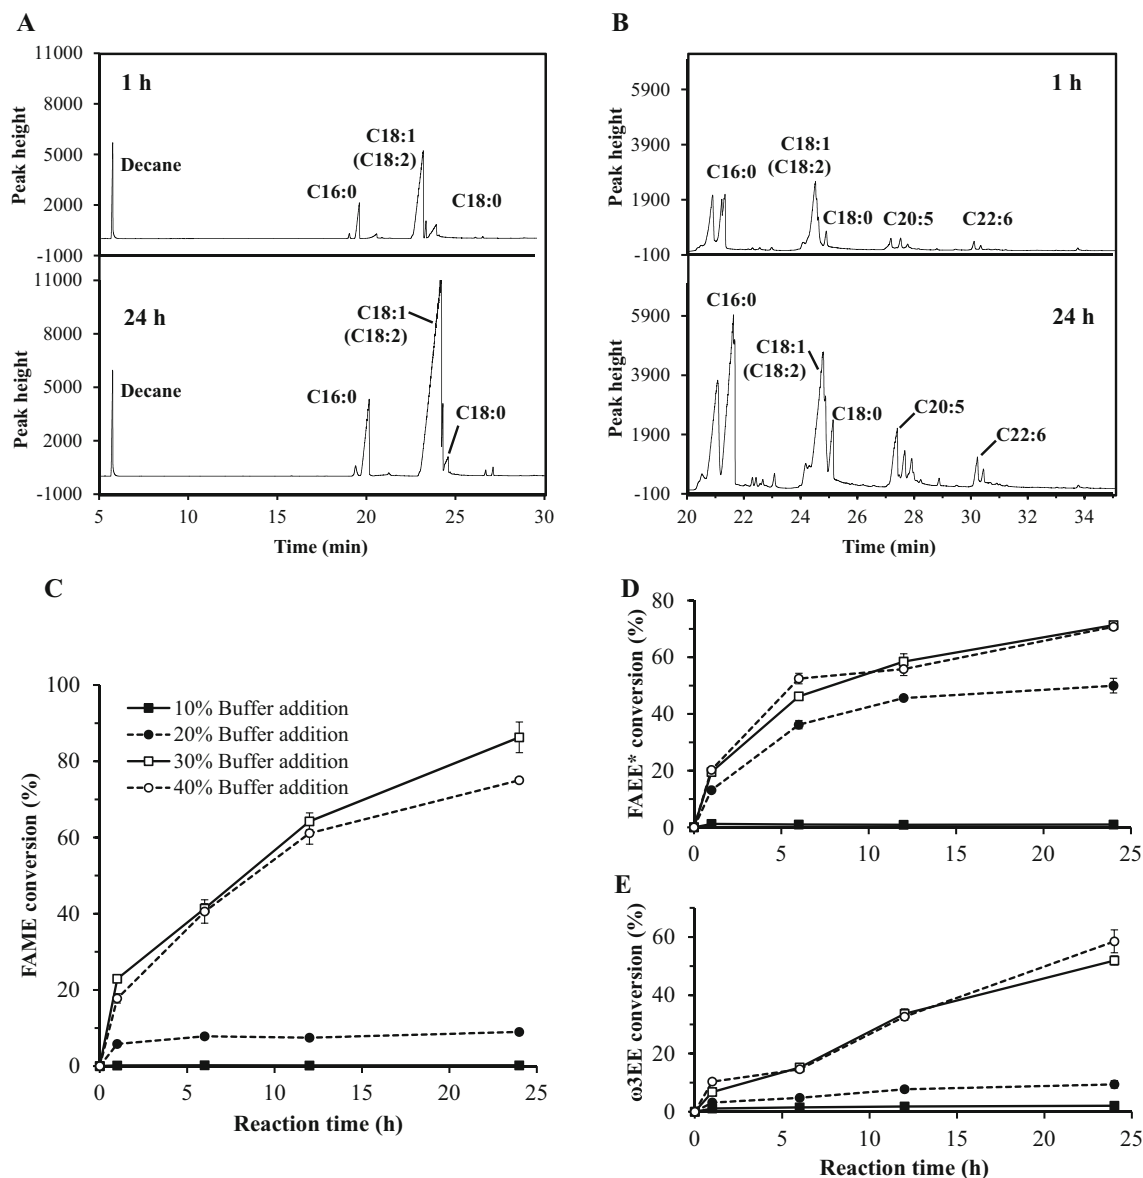 A
11000
8000
5000
2000
-1000
Peak height
1 h
Decane
C16:0
C18:1
(C18:2)
C18:0
11000
8000
5000
2000
-1000
Peak height
24 h
Decane
C16:0
C18:1
(C18:2)
C18:0
5 10 15 20 25 30
Time (min)
B
5900
3900
1900
-100
Peak height
1 h
C16:0
C18:1
(C18:2)
C18:0
C20:5
C22:6
5900
3900
1900
-100
Peak height
24 h
C16:0
C18:1
(C18:2)
C18:0
C20:5
C22:6
20 22 24 26 28 30 32 34
Time (min)
C
100
80
60
40
20
0
FAME conversion (%)
10% Buffer addition
20% Buffer addition
30% Buffer addition
40% Buffer addition
0 5 10 15 20 25
Reaction time (h)
D
80
60
40
20
0
FAEE* conversion (%)
0 5 10 15 20 25
E
60
40
20
0
ω3EE conversion (%)
0 5 10 15 20 25
Reaction time (h)